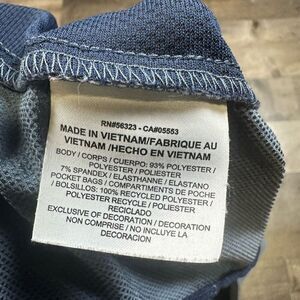 RN#56323 - CA#05553
MADE IN VIETNAM/FABRIQUE AU
VIETNAM /HECHO EN VIETNAM
BODY / CORPS / CUERPO: 93% POLYESTER /
POLYESTER / POLIESTER
7% SPANDEX / ELASTHANNE / ELASTANO
POCKET BAGS / COMPARTIMENTS DE POCHE
/ BOLSILLOS: 100% RECYCLED POLYESTER /
POLYESTER RECYCLE / POLIESTER
RECICLADO
EXCLUSIVE OF DECORATION / DECORATION
NON COMPRISE / NO INCLUYE LA
DECORACION